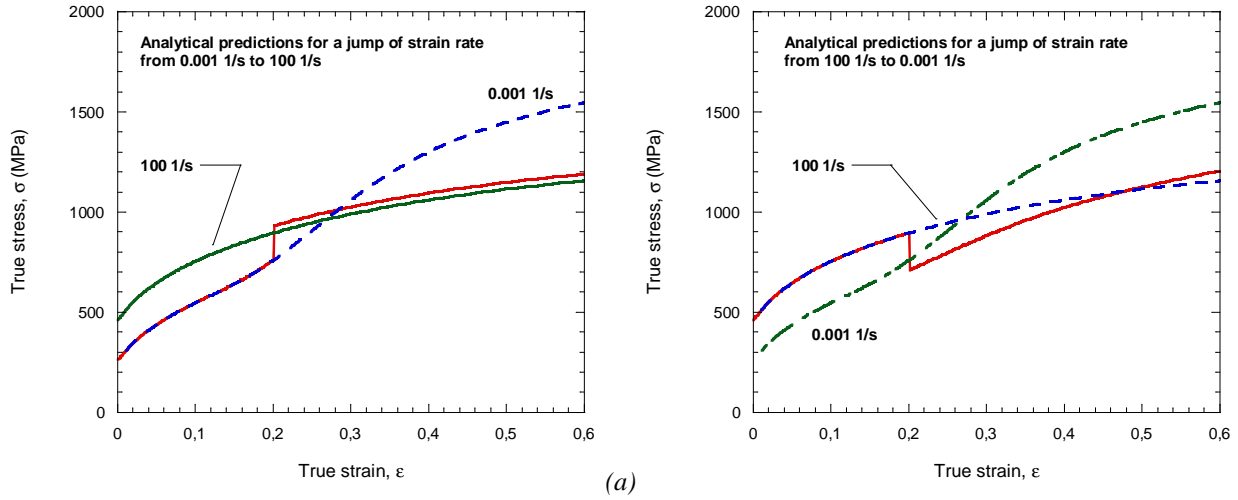 2000
Analytical predictions for a jump of strain rate
from 0.001 1/s to 100 1/s
0.001 1/s
1500
100 1/s
1000
500
0
0
0,1
0,2
0,3
0,4
0,5
0,6
True stress, σ (MPa)
True strain, ε
(a)
2000
Analytical predictions for a jump of strain rate
from 100 1/s to 0.001 1/s
1500
100 1/s
1000
500
0.001 1/s
0
0
0,1
0,2
0,3
0,4
0,5
0,6
True stress, σ (MPa)
True strain, ε